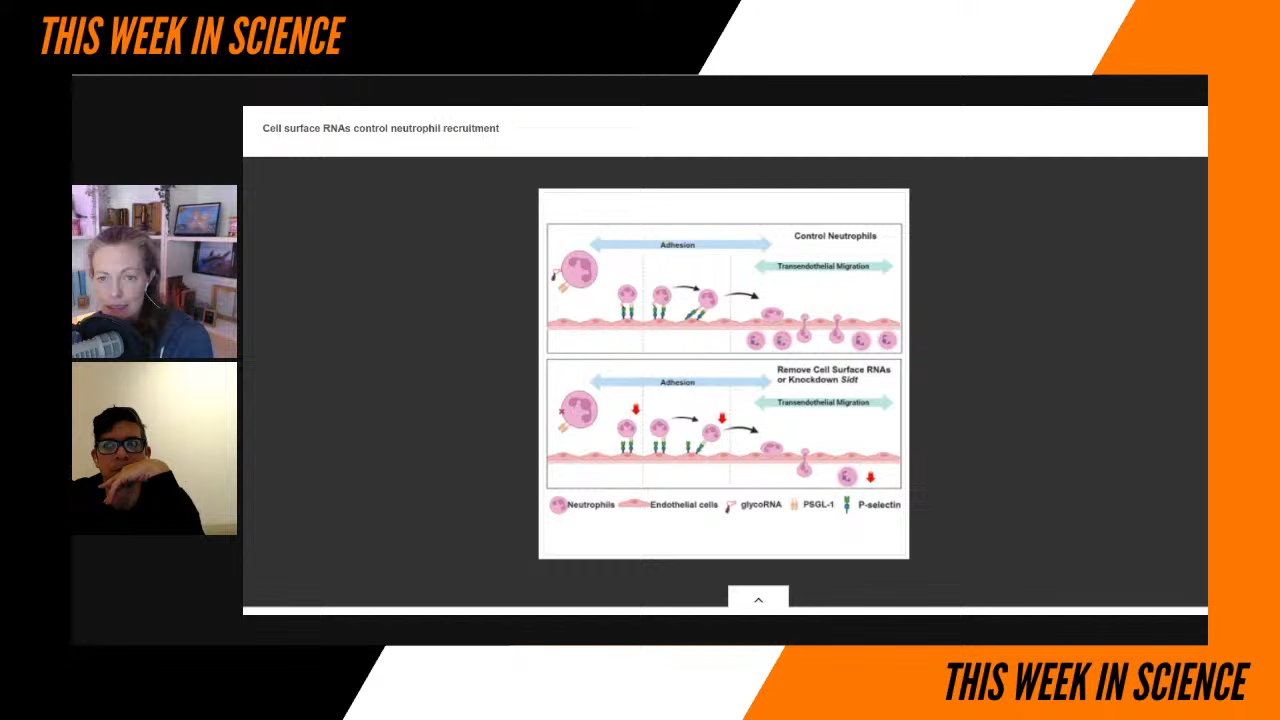 THIS WEEK IN SCIENCE
Cell surface RNAs control neutrophil recruitment
Control Neutrophils
Adhesion
Transendothelial Migration
Remove Cell Surface RNAs
or Knockdown Sidt
Adhesion
Transendothelial Migration
Neutrophils
Endothelial cells
glycoRNA
PSGL-1
P-selectin
THIS WEEK IN SCIENCE